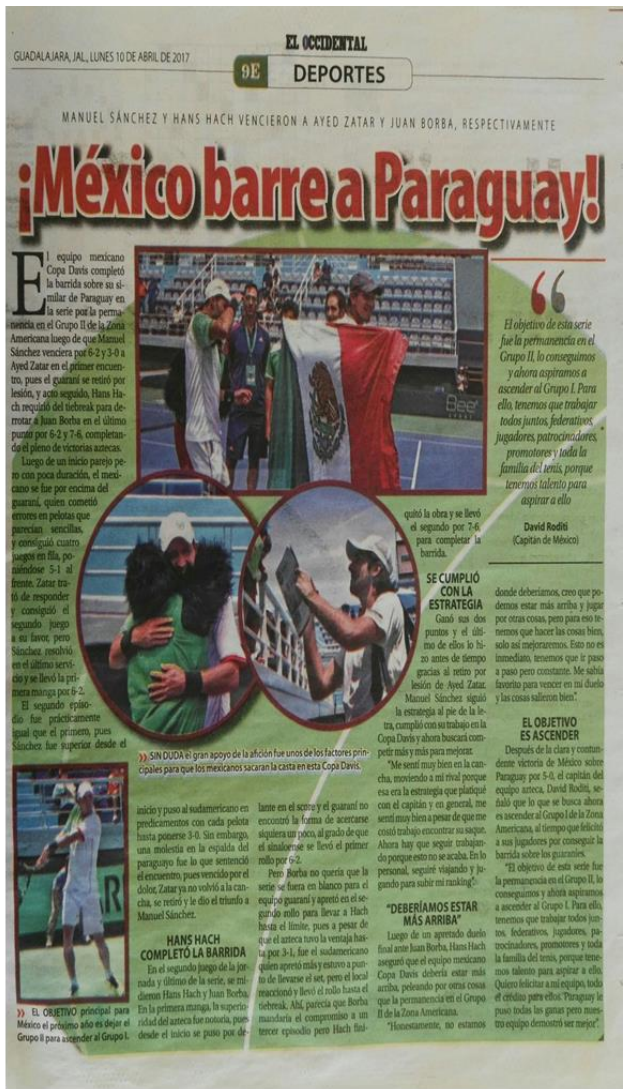 EL OCCIDENTAL
GUADALAJARA, JAL., LUNES 10 DE ABRIL DE 2017
9E
DEPORTES
MANUEL SÁNCHEZ Y HANS HACH VENCIERON A AYED ZATAR Y JUAN BORBA, RESPECTIVAMENTE
¡México barre a Paraguay!
El equipo mexicano
Copa Davis completó
la barrida sobre su si-
milar de Paraguay en
la serie por la perma-
nencia en el Grupo II de la Zona
Americana luego de que Manuel
Sánchez venciera por 6-2 y 3-0 a
Ayed Zatar en el primer encuen-
tro, pues el guaraní se retiró por
lesión, y acto seguido, Hans Ha-
ch requirió del tiebreak para de-
rrotar a Juan Borba en el último
punto por 6-2 y 7-6, completan-
do el pleno de victorias aztecas.
Luego de un inicio parejo pe-
ro con poca duración, el mexi-
cano se fue por encima del
guaraní, quien cometió
errores en pelotas que
parecían sencillas,
y consiguió cuatro
juegos en fila, po-
niéndose 5-1 al
frente. Zatar tra-
tó de responder
y consiguió el
segundo juego
a su favor, pero
Sánchez resolvió
en el último servi-
cio y se llevó la pri-
mera manga por 6-2.
El segundo episo-
dio fue prácticamente
igual que el primero, pues
Sánchez fue superior desde el
Bee
SPORT
SIN DUDA el gran apoyo de la afición fue unos de los factores prin-
cipales para que los mexicanos sacaran la casta en esta Copa Davis.
EL OBJETIVO principal para
México el próximo año es dejar el
Grupo II para ascender al Grupo I.
inicio y puso al sudamericano en
predicamentos con cada pelota
hasta ponerse 3-0. Sin embargo,
una molestia en la espalda del
paraguayo fue lo que sentenció
el encuentro, pues vencido por el
dolor, Zatar ya no volvió a la can-
cha, se retiró y le dio el triunfo a
Manuel Sánchez.
HANS HACH
COMPLETÓ LA BARRIDA
En el segundo juego de la jor-
nada y último de la serie, se mi-
dieron Hans Hach y Juan Borba.
En la primera manga, la superio-
ridad del azteca fue notoria, pues
desde el inicio se puso por de-
lante en el score y el guaraní no
encontró la forma de acercarse
siquiera un poco, al grado de que
el sinaloense se llevó el primer
rollo por 6-2.
Pero Borba no quería que la
serie se fuera en blanco para el
equipo guaraní y apretó en el se-
gundo rollo para llevar a Hach
hasta el límite, pues a pesar de
que el azteca tuvo la ventaja has-
ta por 3-1, fue el sudamericano
quien apretó más y estuvo a pun-
to de llevarse el set, pero el local
reaccionó y llevó el rollo hasta el
tiebreak. Ahí, parecía que Borba
mandaría el compromiso a un
tercer episodio pero Hach fini-
quitó la obra y se llevó
el segundo por 7-6,
para completar la
barrida.
SE CUMPLIÓ
CON LA
ESTRATEGIA
Ganó sus dos
puntos y el últi-
mo de ellos lo hi-
zo antes de tiempo
gracias al retiro por
lesión de Ayed Zatar.
Manuel Sánchez siguió
la estrategia al pie de la le-
tra, cumplió con su trabajo en la
Copa Davis y ahora buscará com-
petir más y más para mejorar.
"Me sentí muy bien en la can-
cha, moviendo a mi rival porque
esa era la estrategia que platiqué
con el capitán y en general, me
sentí muy bien a pesar de que me
costó trabajo encontrar su saque.
Ahora hay que seguir trabajan-
do porque esto no se acaba. En lo
personal, seguiré viajando y ju-
gando para subir mi ranking".
"DEBERÍAMOS ESTAR
MÁS ARRIBA"
Luego de un apretado duelo
final ante Juan Borba, Hans Hach
aseguró que el equipo mexicano
Copa Davis debería estar más
arriba, peleando por otras cosas
que la permanencia en el Grupo
II de la Zona Americana.
"Honestamente, no estamos
"El objetivo de esta serie
fue la permanencia en el
Grupo II, lo conseguimos
y ahora aspiramos a
ascender al Grupo I. Para
ello, tenemos que trabajar
todos juntos, federativos,
jugadores, patrocinadores,
promotores y toda la
familia del tenis, porque
tenemos talento para
aspirar a ello
David Roditi
(Capitán de México)
donde deberíamos, creo que po-
demos estar más arriba y jugar
por otras cosas, pero para eso te-
nemos que hacer las cosas bien,
solo así mejoraremos. Esto no es
inmediato, tenemos que ir paso
a paso pero constante. Me sabía
favorito para vencer en mi duelo
y las cosas salieron bien".
EL OBJETIVO
ES ASCENDER
Después de la clara y contun-
dente victoria de México sobre
Paraguay por 5-0, el capitán del
equipo azteca, David Roditi, se-
ñaló que lo que se busca ahora
es ascender al Grupo I de la Zona
Americana, al tiempo que felicitó
a sus jugadores por conseguir la
barrida sobre los guaraníes.
"El objetivo de esta serie fue
la permanencia en el Grupo II, lo
conseguimos y ahora aspiramos
a ascender al Grupo I. Para ello,
tenemos que trabajar todos jun-
tos, federativos, jugadores, pa-
trocinadores, promotores y toda
la familia del tenis, porque tene-
mos talento para aspirar a ello.
Quiero felicitar a mi equipo, todo
el crédito para ellos. Paraguay le
puso todas las ganas pero nues-
tro equipo demostró ser mejor".